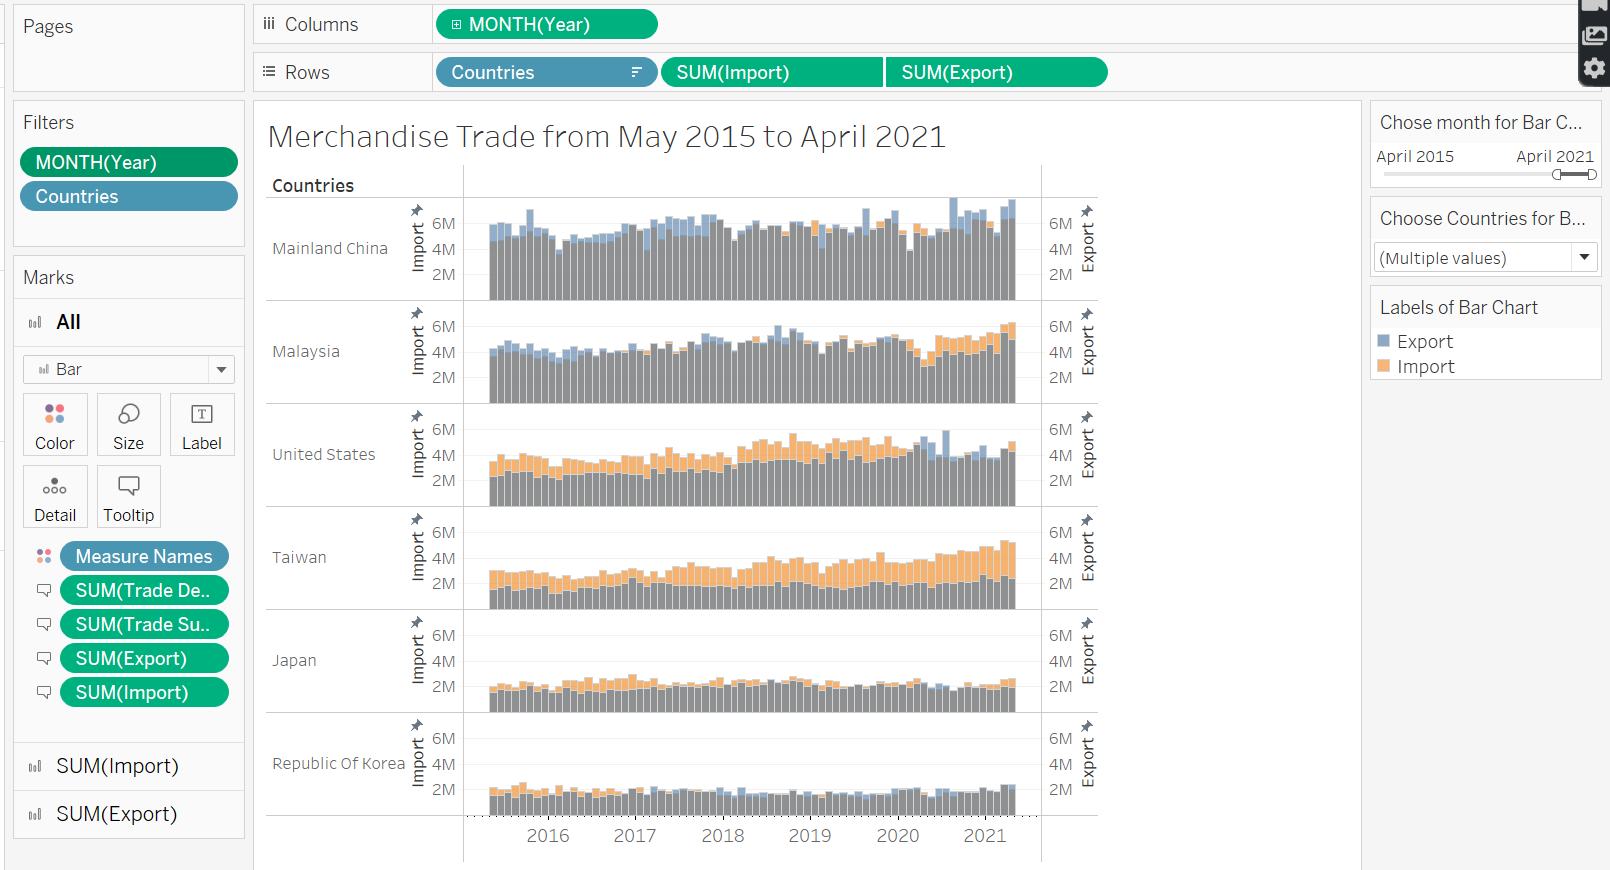 Pages
Columns
MONTH(Year)
Rows
Countries
SUM(Import)
SUM(Export)
Filters
MONTH(Year)
Countries
Marks
All
Bar
Color
Size
Label
Detail
Tooltip
Measure Names
SUM(Trade De..
SUM(Trade Su..
SUM(Export)
SUM(Import)
SUM(Import)
SUM(Export)
Merchandise Trade from May 2015 to April 2021
Countries
Mainland China
Import
6M
4M
2M
6M
4M
2M
Export
Malaysia
Import
6M
4M
2M
6M
4M
2M
Export
United States
Import
6M
4M
2M
6M
4M
2M
Export
Taiwan
Import
6M
4M
2M
6M
4M
2M
Export
Japan
Import
6M
4M
2M
6M
4M
2M
Export
Republic Of Korea
Import
6M
4M
2M
6M
4M
2M
Export
2016
2017
2018
2019
2020
2021
Chose month for Bar C...
April 2015
April 2021
Choose Countries for B...
(Multiple values)
Labels of Bar Chart
Export
Import